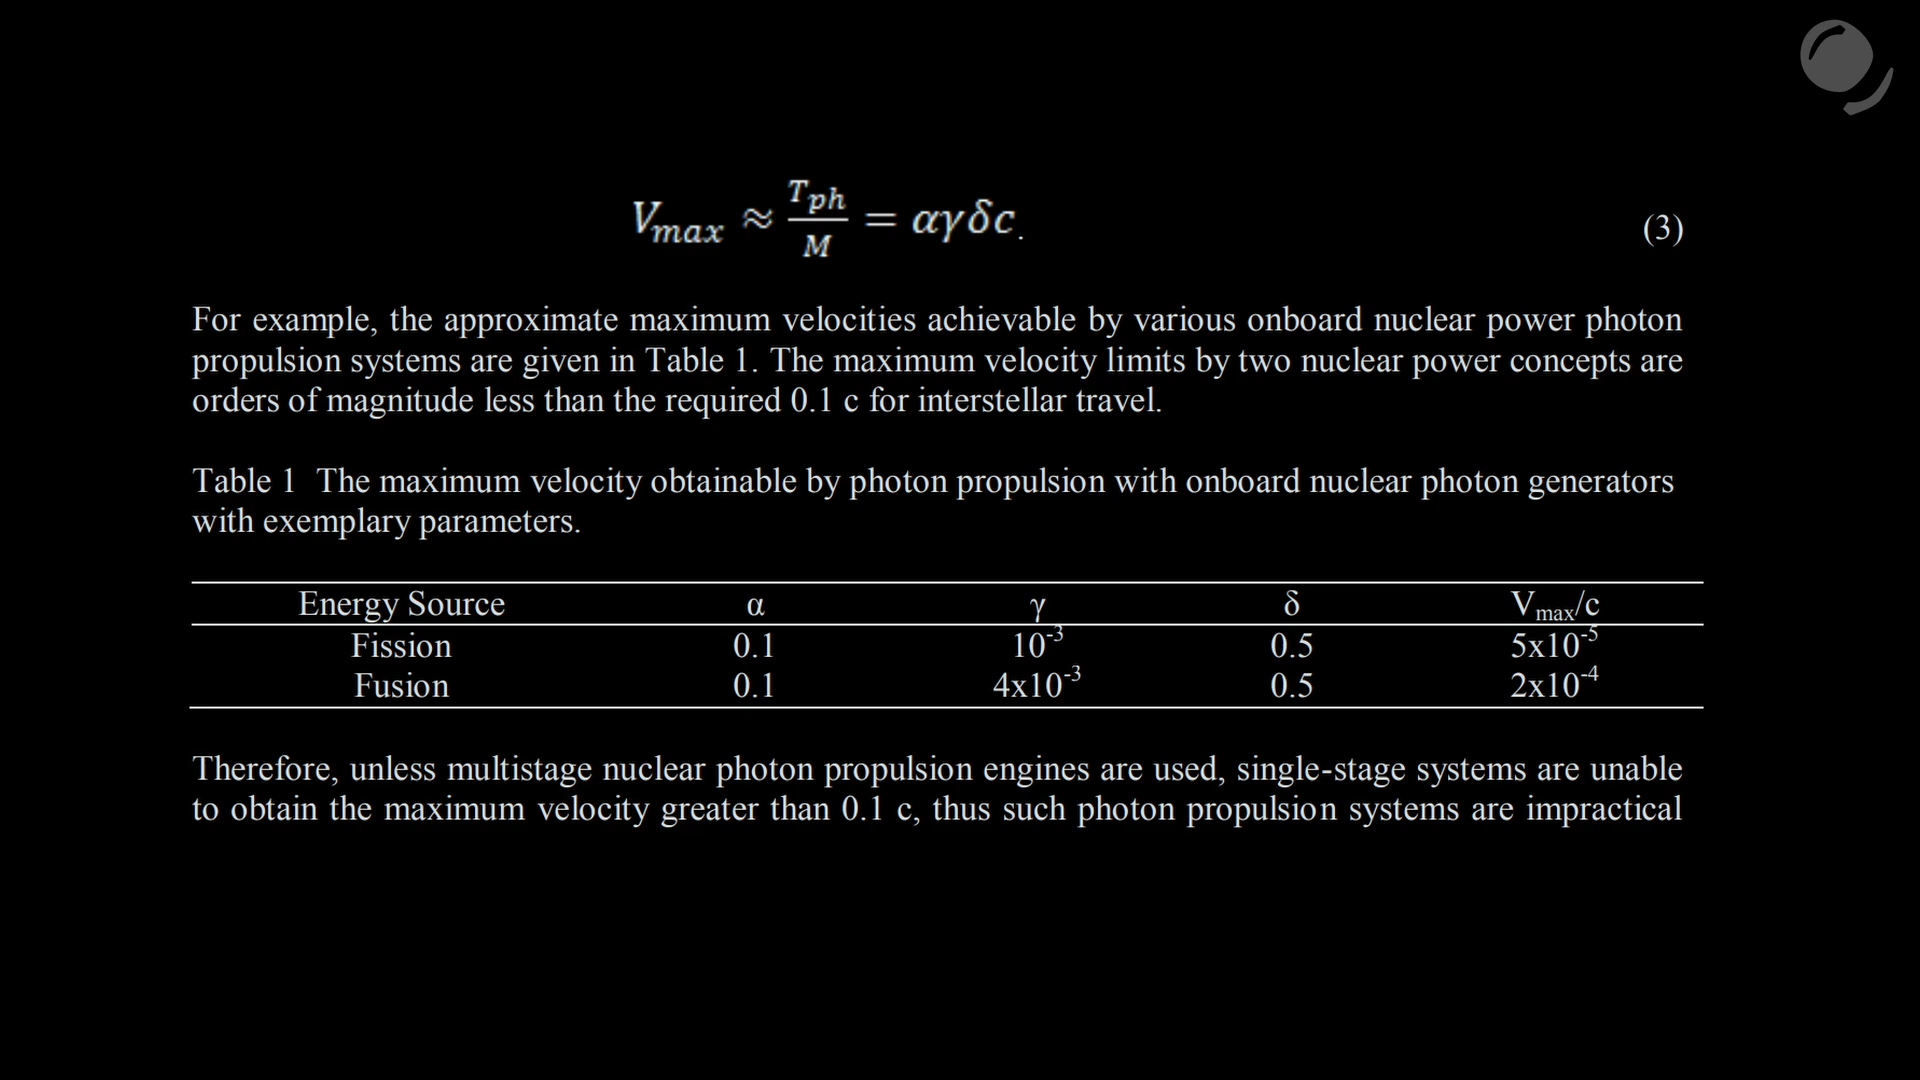 V_max ≈ T_ph / M = αγδc. (3)
For example, the approximate maximum velocities achievable by various onboard nuclear power photon
propulsion systems are given in Table 1. The maximum velocity limits by two nuclear power concepts are
orders of magnitude less than the required 0.1 c for interstellar travel.
Table 1 The maximum velocity obtainable by photon propulsion with onboard nuclear photon generators
with exemplary parameters.
Energy Source α γ δ V_max/c
Fission 0.1 10⁻³ 0.5 5x10⁻⁵
Fusion 0.1 4x10⁻³ 0.5 2x10⁻⁴
Therefore, unless multistage nuclear photon propulsion engines are used, single-stage systems are unable
to obtain the maximum velocity greater than 0.1 c, thus such photon propulsion systems are impractical